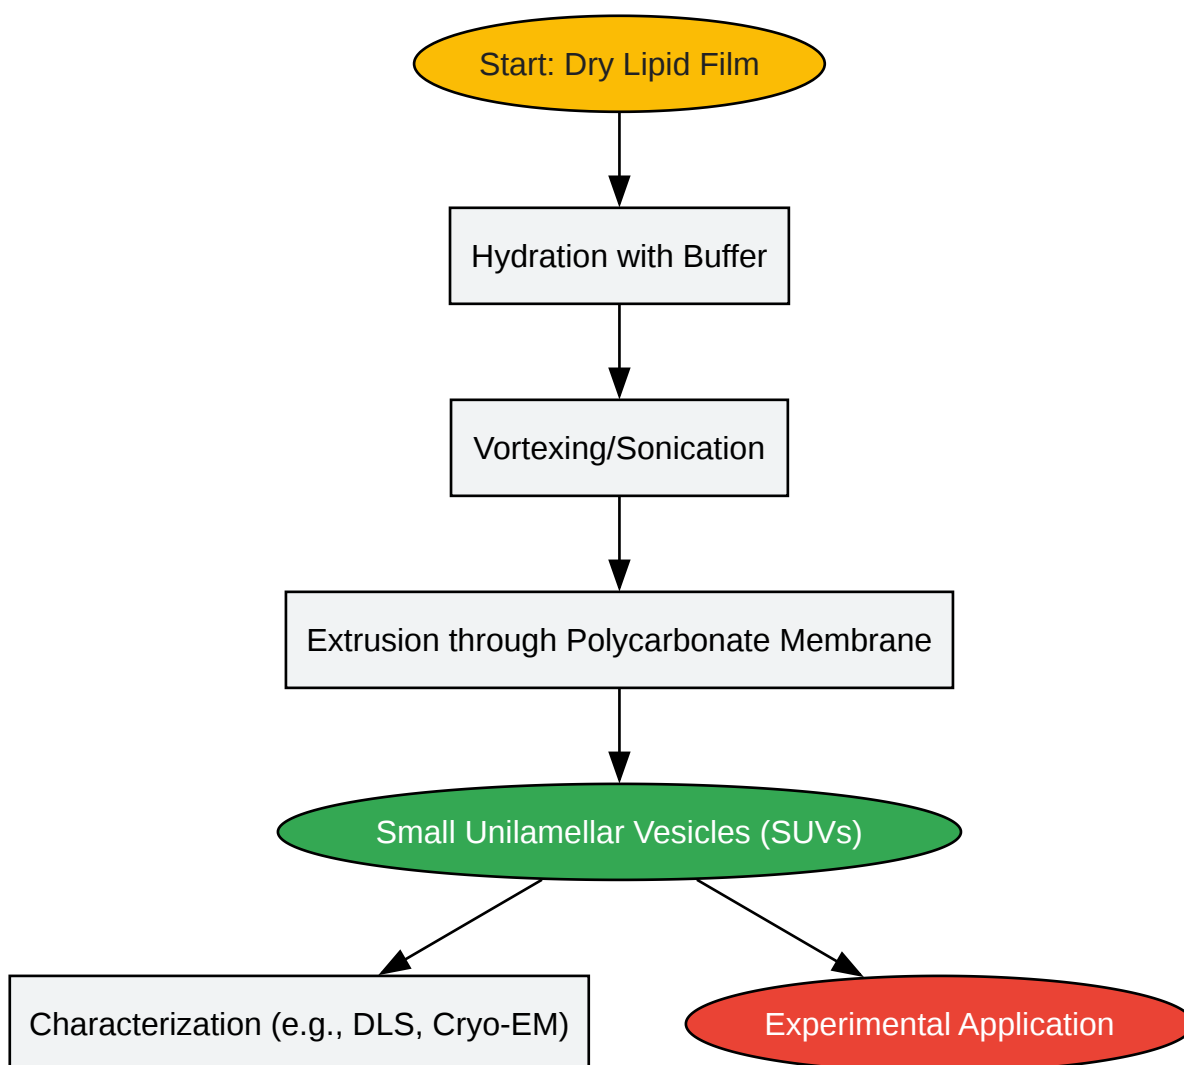 Start: Dry Lipid Film
Hydration with Buffer
Vortexing/Sonication
Extrusion through Polycarbonate Membrane
Small Unilamellar Vesicles (SUVs)
Characterization (e.g., DLS, Cryo-EM)
Experimental Application